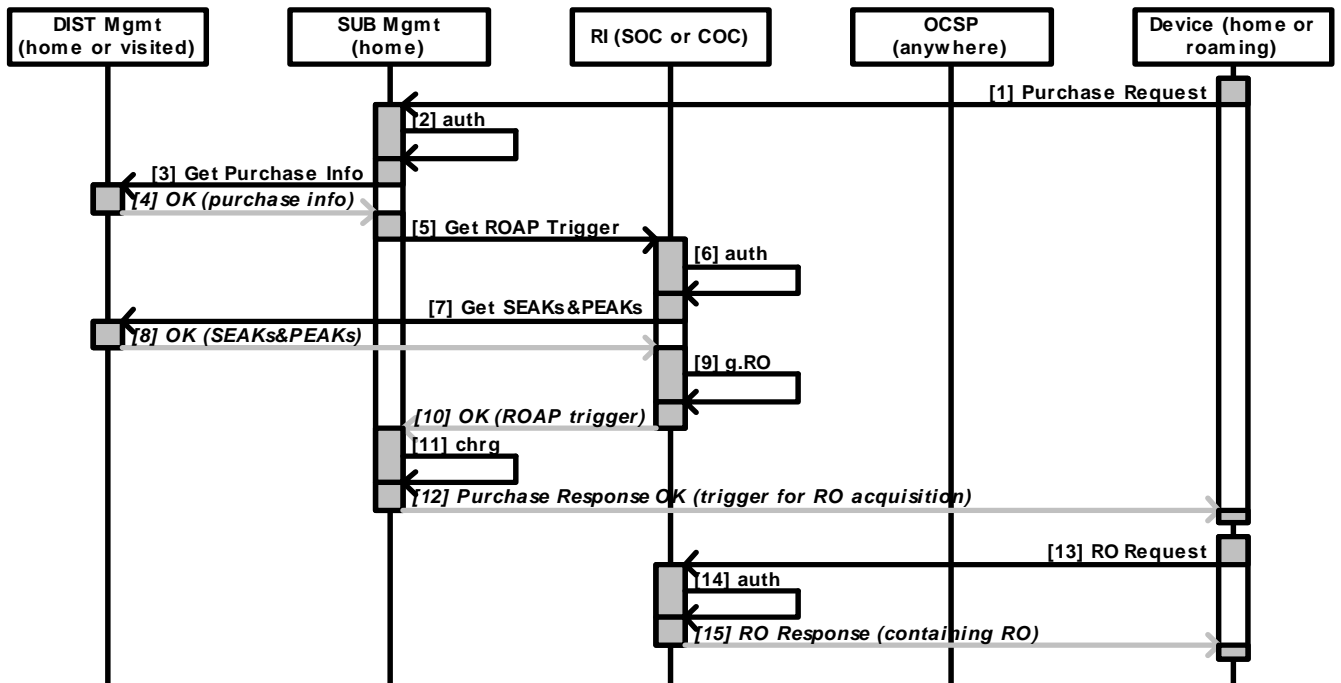 DIST Mgmt
(home or visited)
SUB Mgmt
(home)
RI (SOC or COC)
OCSP
(anywhere)
Device (home or
roaming)
[1] Purchase Request
[2] auth
[3] Get Purchase Info
[4] OK (purchase info)
[5] Get ROAP Trigger
[6] auth
[7] Get SEAKs&PEAKs
[8] OK (SEAKs&PEAKs)
[9] g.RO
[10] OK (ROAP trigger)
[11] chrg
[12] Purchase Response OK (trigger for RO acquisition)
[13] RO Request
[14] auth
[15] RO Response (containing RO)